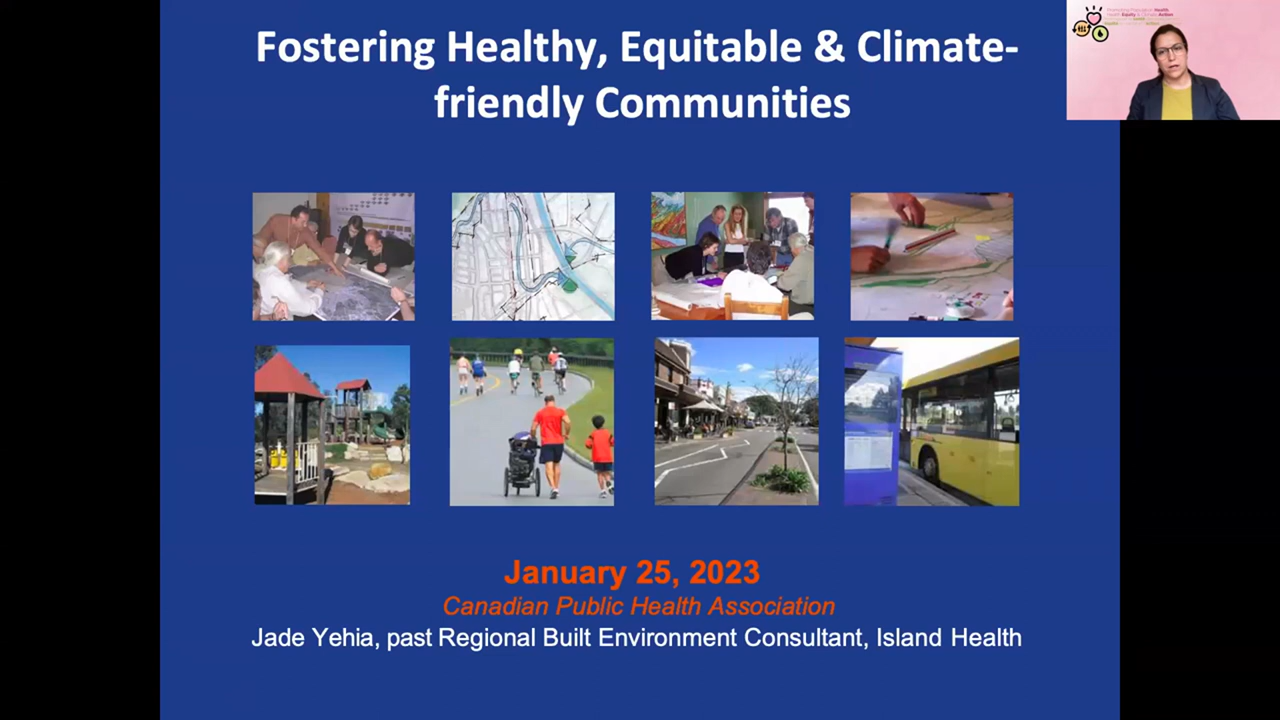 Fostering Healthy, Equitable & Climate-
friendly Communities
January 25, 2023
Canadian Public Health Association
Jade Yehia, past Regional Built Environment Consultant, Island Health